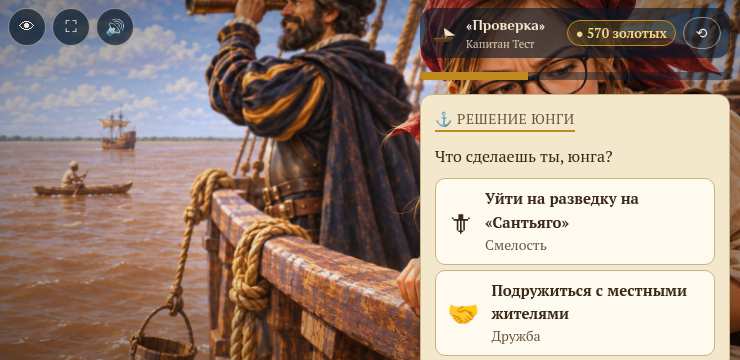 «Проверка»
Капитан Тест
570 золотых
РЕШЕНИЕ ЮНГИ
Что сделаешь ты, юнга?
Уйти на разведку на
«Сантьяго»
Смелость
Подружиться с местными
жителями
Дружба